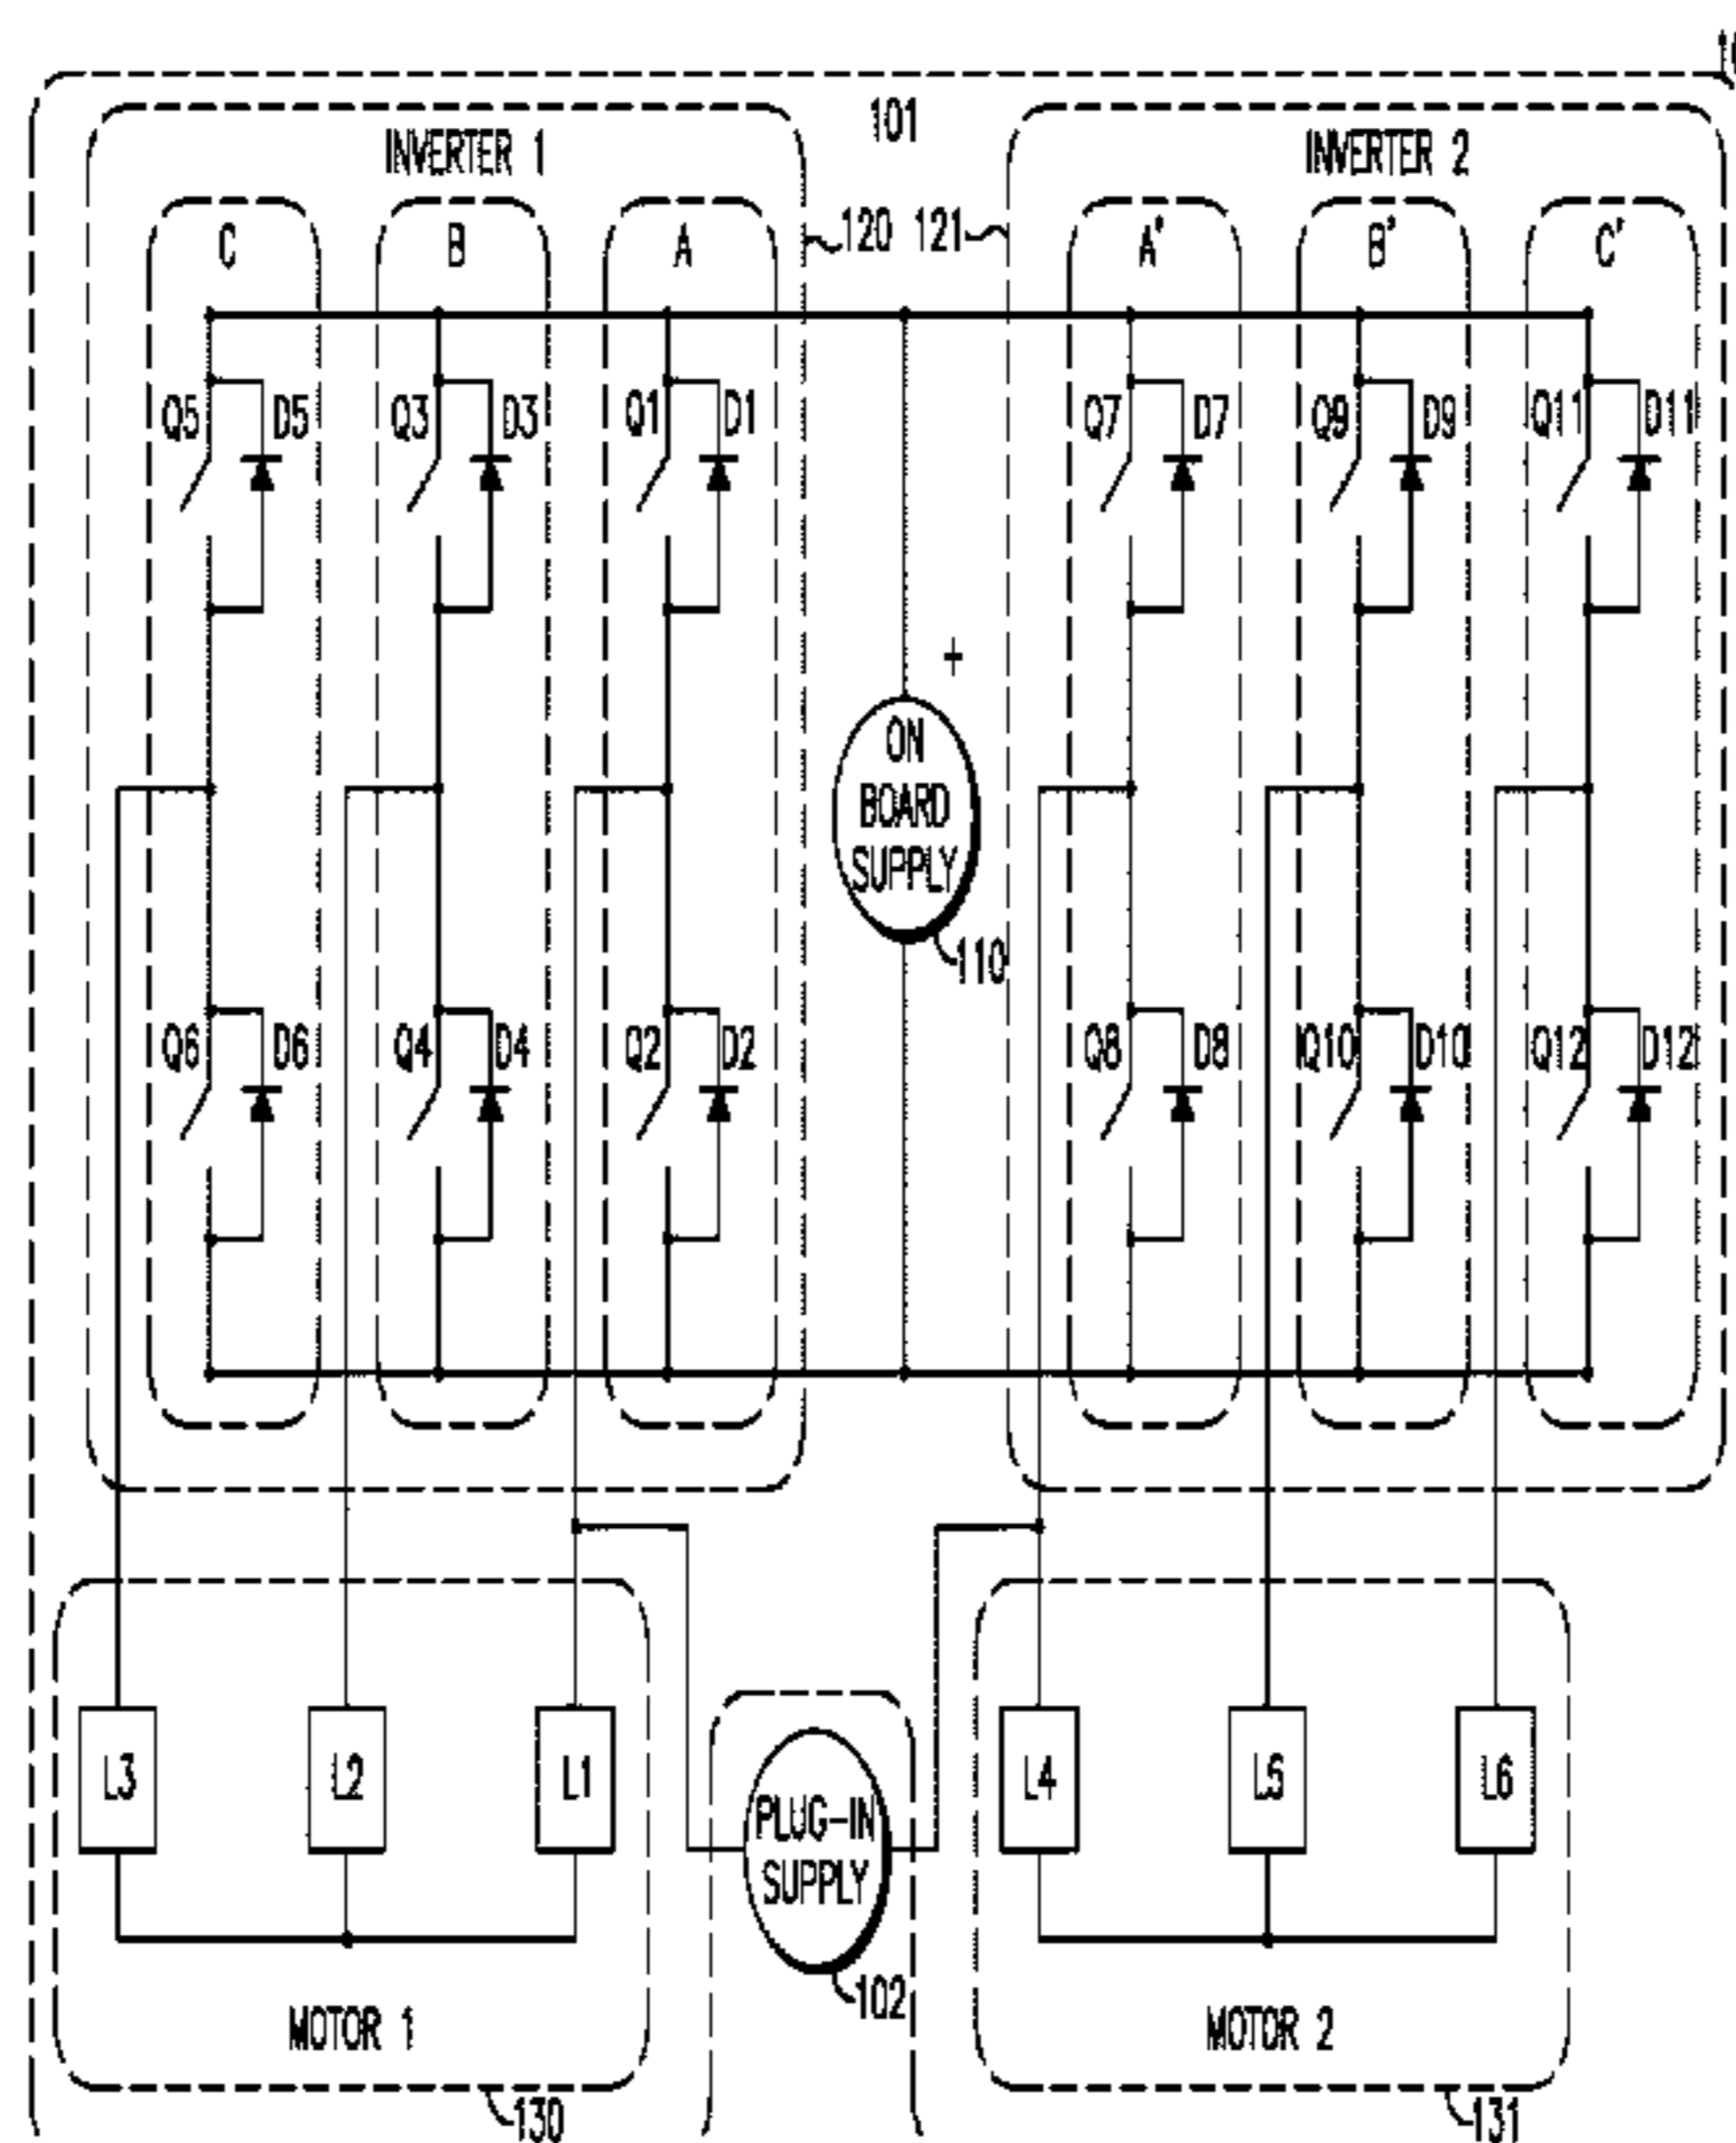 101
INVERTER 1
INVERTER 2
C
B
A
120
121
A'
B'
C'
Q5
D5
Q3
D3
Q1
D1
Q7
D7
Q9
D9
Q11
D11
+
ON
BOARD
SUPPLY
110
Q6
D6
Q4
D4
Q2
D2
Q8
D8
Q10
D10
Q12
D12
L3
L2
L1
PLUG-IN
SUPPLY
102
L4
L5
L6
MOTOR 1
MOTOR 2
130
131